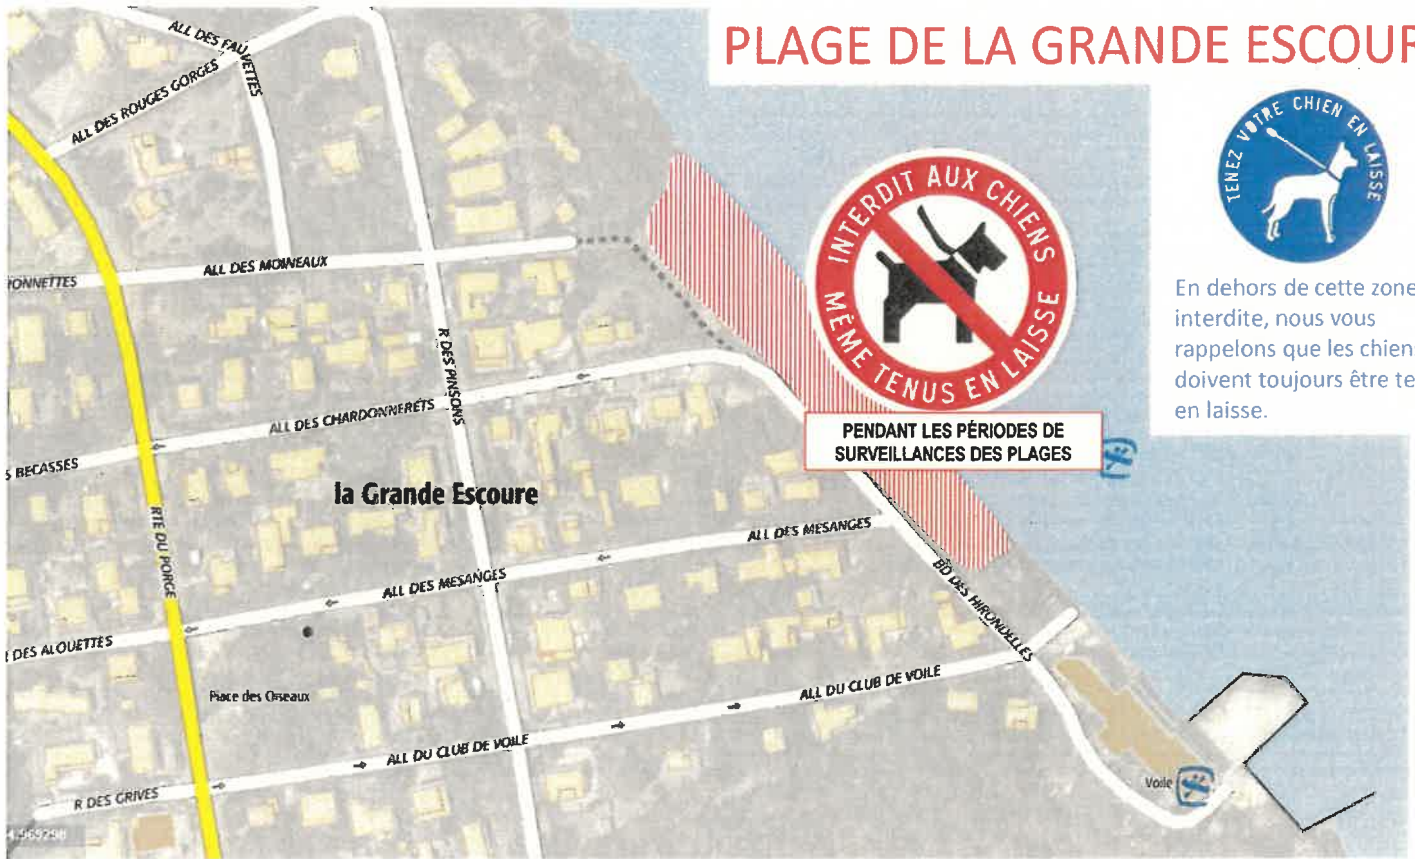 PLAGE DE LA GRANDE ESCOUR
TENEZ VOTRE CHIEN EN LAISSE
En dehors de cette zone
interdite, nous vous
rappelons que les chien
doivent toujours être te
en laisse.
INTERDIT AUX CHIENS
MÊME TENUS EN LAISSE
PENDANT LES PÉRIODES DE
SURVEILLANCES DES PLAGES
ALL DES FAUVETTES
ALL DES ROUGES GORGES
ALL DES MOINEAUX
ONNETTES
R DES PINSONS
ALL DES CHARDONNERETS
S BECASSES
la Grande Escoure
RTE DU PORGE
ALL DES MESANGES
ALL DES MESANGES
BD DES HIRONDELLES
DES ALOUETTES
Place des Oiseaux
ALL DU CLUB DE VOILE
ALL DU CLUB DE VOILE
R DES GRIVES
Voile
4.969298